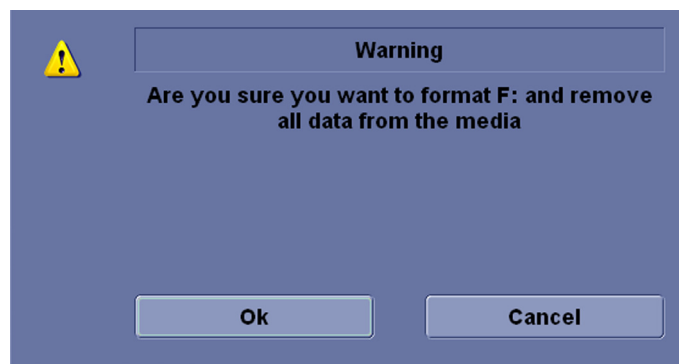 Warning
Are you sure you want to format F: and remove
all data from the media
Ok
Cancel